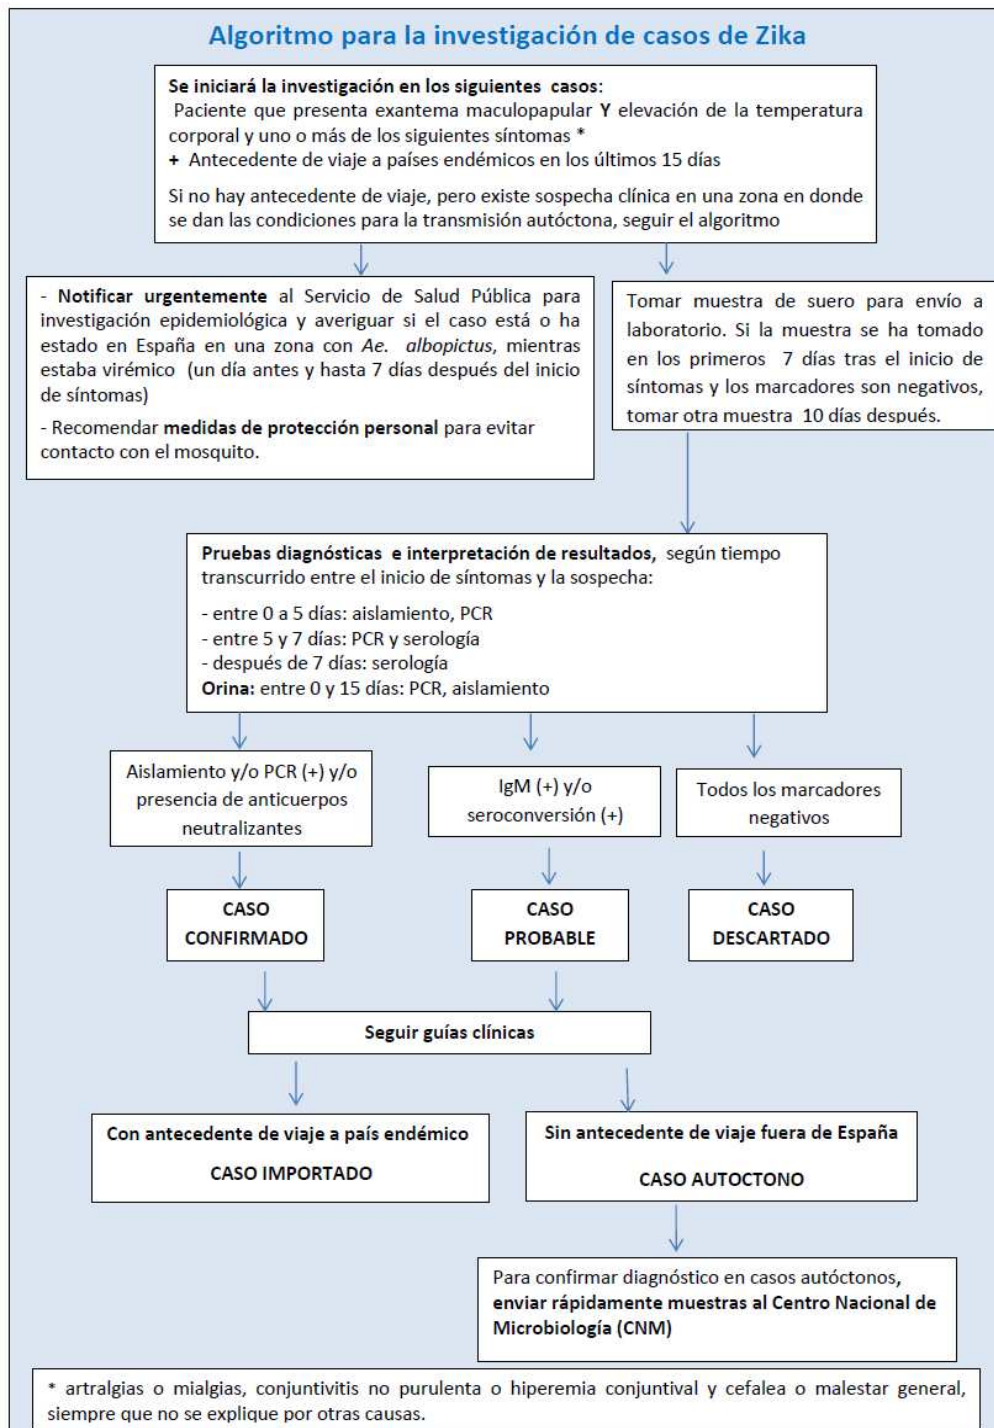 Algoritmo para la investigación de casos de Zika
Se iniciará la investigación en los siguientes casos:
Paciente que presenta exantema maculopapular Y elevación de la temperatura
corporal y uno o más de los siguientes síntomas *
+ Antecedente de viaje a países endémicos en los últimos 15 días
Si no hay antecedente de viaje, pero existe sospecha clínica en una zona en donde
se dan las condiciones para la transmisión autóctona, seguir el algoritmo
- Notificar urgentemente al Servicio de Salud Pública para
investigación epidemiológica y averiguar si el caso está o ha
estado en España en una zona con Ae. albopictus, mientras
estaba virémico (un día antes y hasta 7 días después del inicio
de síntomas)
- Recomendar medidas de protección personal para evitar
contacto con el mosquito.
Tomar muestra de suero para envío a
laboratorio. Si la muestra se ha tomado
en los primeros 7 días tras el inicio de
síntomas y los marcadores son negativos,
tomar otra muestra 10 días después.
Pruebas diagnósticas e interpretación de resultados, según tiempo
transcurrido entre el inicio de síntomas y la sospecha:
- entre 0 a 5 días: aislamiento, PCR
- entre 5 y 7 días: PCR y serología
- después de 7 días: serología
Orina: entre 0 y 15 días: PCR, aislamiento
Aislamiento y/o PCR (+) y/o
presencia de anticuerpos
neutralizantes
IgM (+) y/o
seroconversión (+)
Todos los marcadores
negativos
CASO
CONFIRMADO
CASO
PROBABLE
CASO
DESCARTADO
Seguir guías clínicas
Con antecedente de viaje a país endémico
CASO IMPORTADO
Sin antecedente de viaje fuera de España
CASO AUTOCTONO
Para confirmar diagnóstico en casos autóctonos,
enviar rápidamente muestras al Centro Nacional de
Microbiología (CNM)
* artralgias o mialgias, conjuntivitis no purulenta o hiperemia conjuntival y cefalea o malestar general,
siempre que no se explique por otras causas.